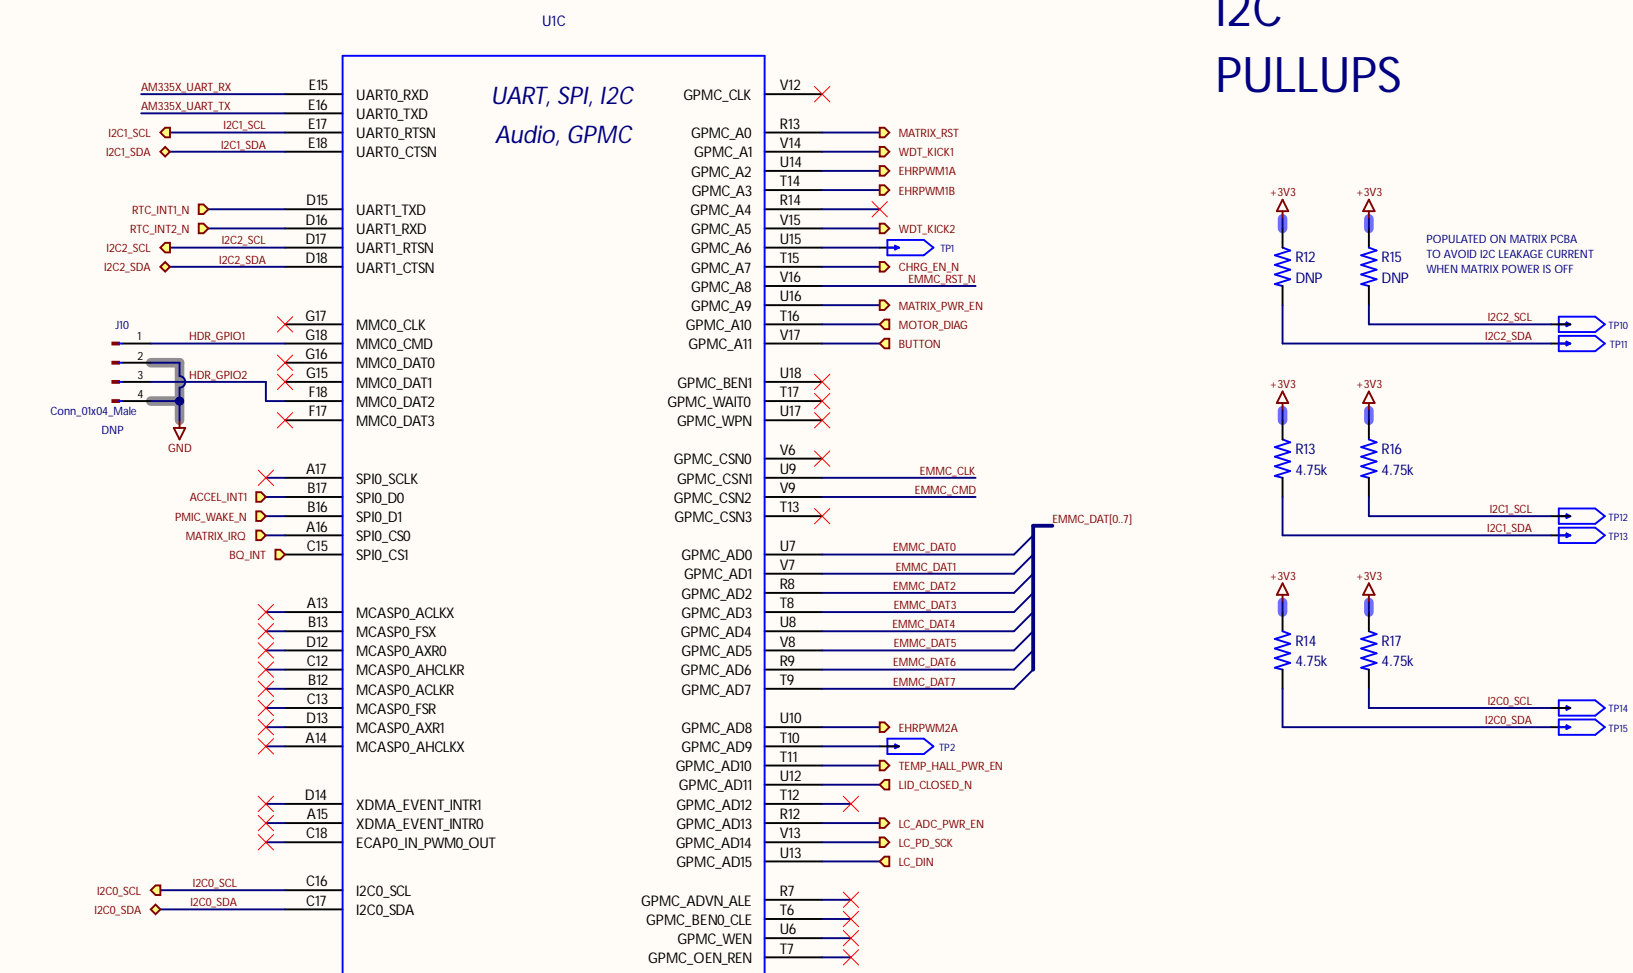 U1C
I2C
PULLUPS
UART, SPI, I2C
Audio, GPMC
AM335X_UART_RX E15 UART0_RXD
AM335X_UART_TX E16 UART0_TXD
I2C1_SCL I2C1_SCL E17 UART0_RTSN
I2C1_SDA I2C1_SDA E18 UART0_CTSN
RTC_INT1_N D15 UART1_TXD
RTC_INT2_N D16 UART1_RXD
I2C2_SCL I2C2_SCL D17 UART1_RTSN
I2C2_SDA I2C2_SDA D18 UART1_CTSN
G17 MMC0_CLK
J10
1 HDR_GPIO1 G18 MMC0_CMD
2 G16 MMC0_DAT0
3 HDR_GPIO2 G15 MMC0_DAT1
4 F18 MMC0_DAT2
Conn_01x04_Male F17 MMC0_DAT3
DNP
GND
A17 SPI0_SCLK
ACCEL_INT1 B17 SPI0_D0
PMIC_WAKE_N B16 SPI0_D1
MATRIX_IRQ A16 SPI0_CS0
BQ_INT C15 SPI0_CS1
A13 MCASP0_ACLKX
B13 MCASP0_FSX
D12 MCASP0_AXR0
C12 MCASP0_AHCLKR
B12 MCASP0_ACLKR
C13 MCASP0_FSR
D13 MCASP0_AXR1
A14 MCASP0_AHCLKX
D14 XDMA_EVENT_INTR1
A15 XDMA_EVENT_INTR0
C18 ECAP0_IN_PWM0_OUT
I2C0_SCL I2C0_SCL C16 I2C0_SCL
I2C0_SDA I2C0_SDA C17 I2C0_SDA
GPMC_CLK V12
GPMC_A0 R13 MATRIX_RST
GPMC_A1 V14 WDT_KICK1
GPMC_A2 U14 EHRPWM1A
GPMC_A3 T14 EHRPWM1B
GPMC_A4 R14
GPMC_A5 V15 WDT_KICK2
GPMC_A6 U15 TP1
GPMC_A7 T15 CHRG_EN_N
GPMC_A8 V16 EMMC_RST_N
GPMC_A9 U16 MATRIX_PWR_EN
GPMC_A10 T16 MOTOR_DIAG
GPMC_A11 V17 BUTTON
GPMC_BEN1 U18
GPMC_WAIT0 T17
GPMC_WPN U17
GPMC_CSN0 V6
GPMC_CSN1 U9 EMMC_CLK
GPMC_CSN2 V9 EMMC_CMD
GPMC_CSN3 T13
EMMC_DAT[0..7]
GPMC_AD0 U7 EMMC_DAT0
GPMC_AD1 V7 EMMC_DAT1
GPMC_AD2 R8 EMMC_DAT2
GPMC_AD3 T8 EMMC_DAT3
GPMC_AD4 U8 EMMC_DAT4
GPMC_AD5 V8 EMMC_DAT5
GPMC_AD6 R9 EMMC_DAT6
GPMC_AD7 T9 EMMC_DAT7
GPMC_AD8 U10 EHRPWM2A
GPMC_AD9 T10 TP2
GPMC_AD10 T11 TEMP_HALL_PWR_EN
GPMC_AD11 U12 LID_CLOSED_N
GPMC_AD12 T12
GPMC_AD13 R12 LC_ADC_PWR_EN
GPMC_AD14 V13 LC_PD_SCK
GPMC_AD15 U13 LC_DIN
GPMC_ADVN_ALE R7
GPMC_BEN0_CLE T6
GPMC_WEN U6
GPMC_OEN_REN T7
+3V3 +3V3
R12 R15
DNP DNP
POPULATED ON MATRIX PCBA
TO AVOID I2C LEAKAGE CURRENT
WHEN MATRIX POWER IS OFF
I2C2_SCL TP10
I2C2_SDA TP11
+3V3 +3V3
R13 R16
4.75k 4.75k
I2C1_SCL TP12
I2C1_SDA TP13
+3V3 +3V3
R14 R17
4.75k 4.75k
I2C0_SCL TP14
I2C0_SDA TP15